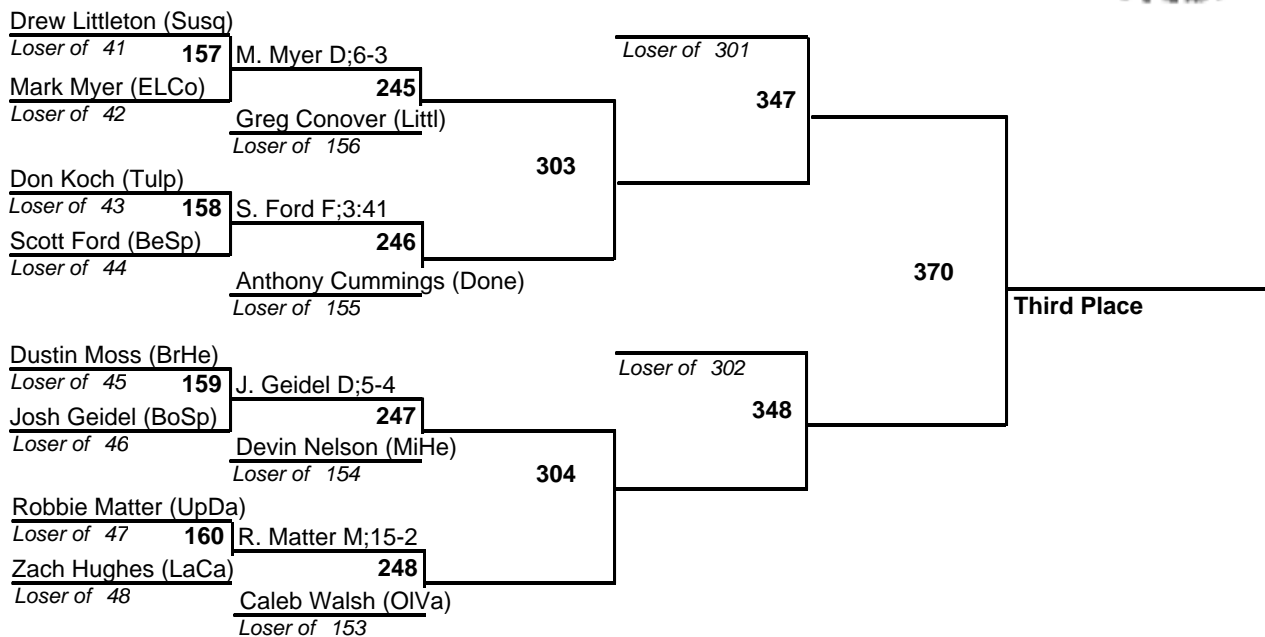 Drew Littleton (Susq)
Loser of 41
157
M. Myer D;6-3
Mark Myer (ELCo)
Loser of 42
245
Greg Conover (Littl)
Loser of 156
303
Don Koch (Tulp)
Loser of 43
158
S. Ford F;3:41
Scott Ford (BeSp)
Loser of 44
246
Anthony Cummings (Done)
Loser of 155
Loser of 301
347
370
Third Place
Dustin Moss (BrHe)
Loser of 45
159
J. Geidel D;5-4
Josh Geidel (BoSp)
Loser of 46
247
Devin Nelson (MiHe)
Loser of 154
304
Loser of 302
348
Robbie Matter (UpDa)
Loser of 47
160
R. Matter M;15-2
Zach Hughes (LaCa)
Loser of 48
248
Caleb Walsh (OlVa)
Loser of 153